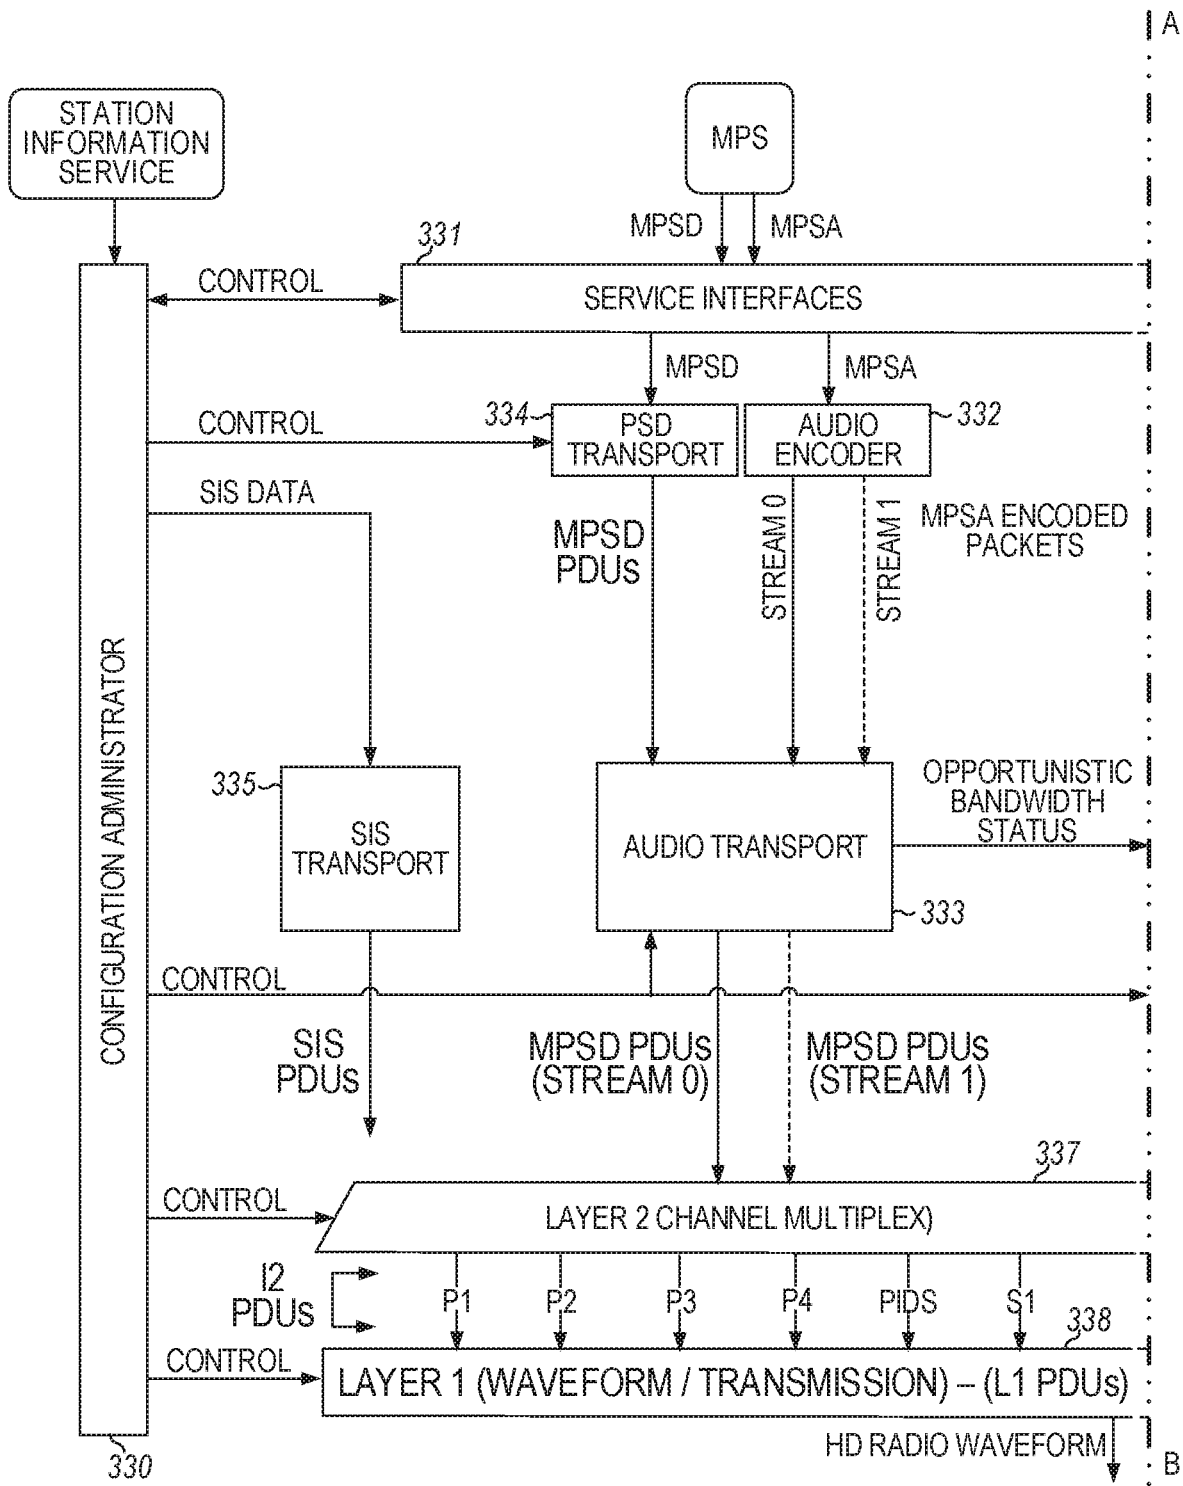 A
STATION
INFORMATION
SERVICE
MPS
MPSD
MPSA
331
CONTROL
SERVICE INTERFACES
MPSD
MPSA
334
332
CONTROL
PSD
TRANSPORT
AUDIO
ENCODER
SIS DATA
MPSD
PDUs
STREAM 0
STREAM 1
MPSA ENCODED
PACKETS
CONFIGURATION ADMINISTRATOR
335
SIS
TRANSPORT
AUDIO TRANSPORT
OPPORTUNISTIC
BANDWIDTH
STATUS
333
CONTROL
SIS
PDUs
MPSD PDUs
(STREAM 0)
MPSD PDUs
(STREAM 1)
337
CONTROL
LAYER 2 CHANNEL MULTIPLEX)
I2
PDUs
P1
P2
P3
P4
PIDS
S1
338
CONTROL
LAYER 1 (WAVEFORM / TRANSMISSION) – (L1 PDUs)
HD RADIO WAVEFORM
330
B